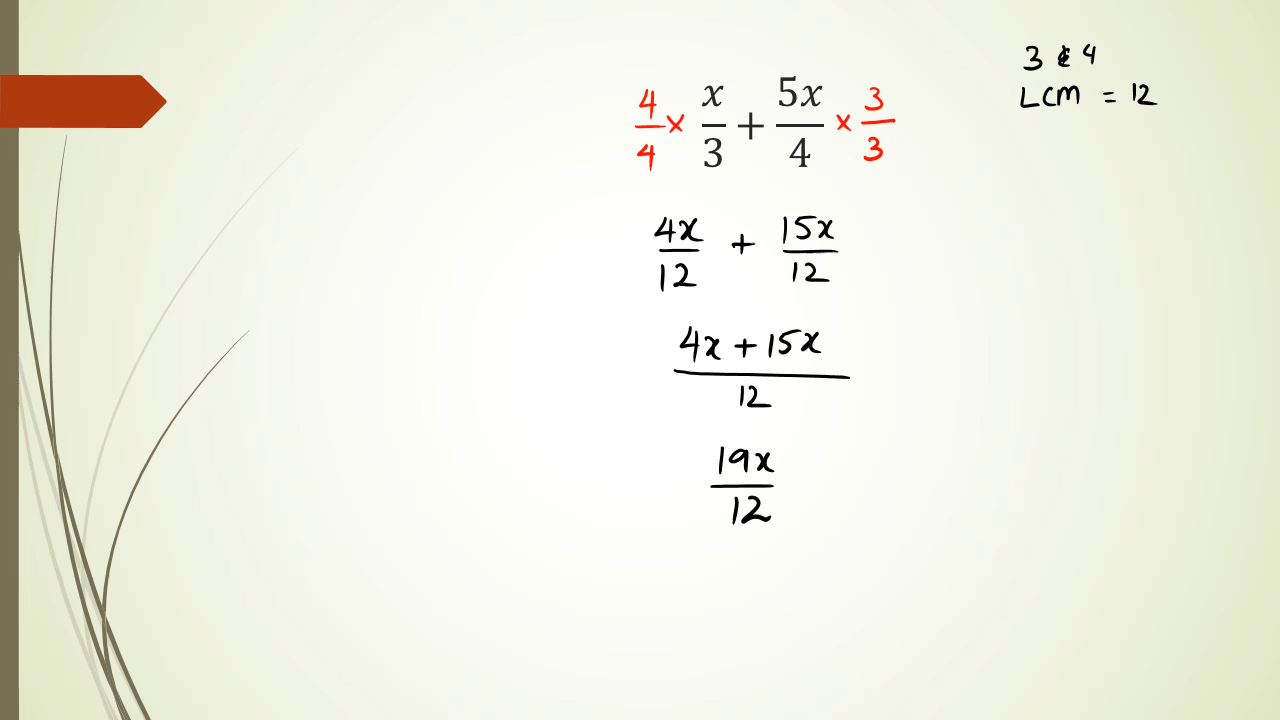 3 & 4
LCM = 12
4/4 × x/3 + 5x/4 × 3/3
4x/12 + 15x/12
4x + 15x
12
19x
12